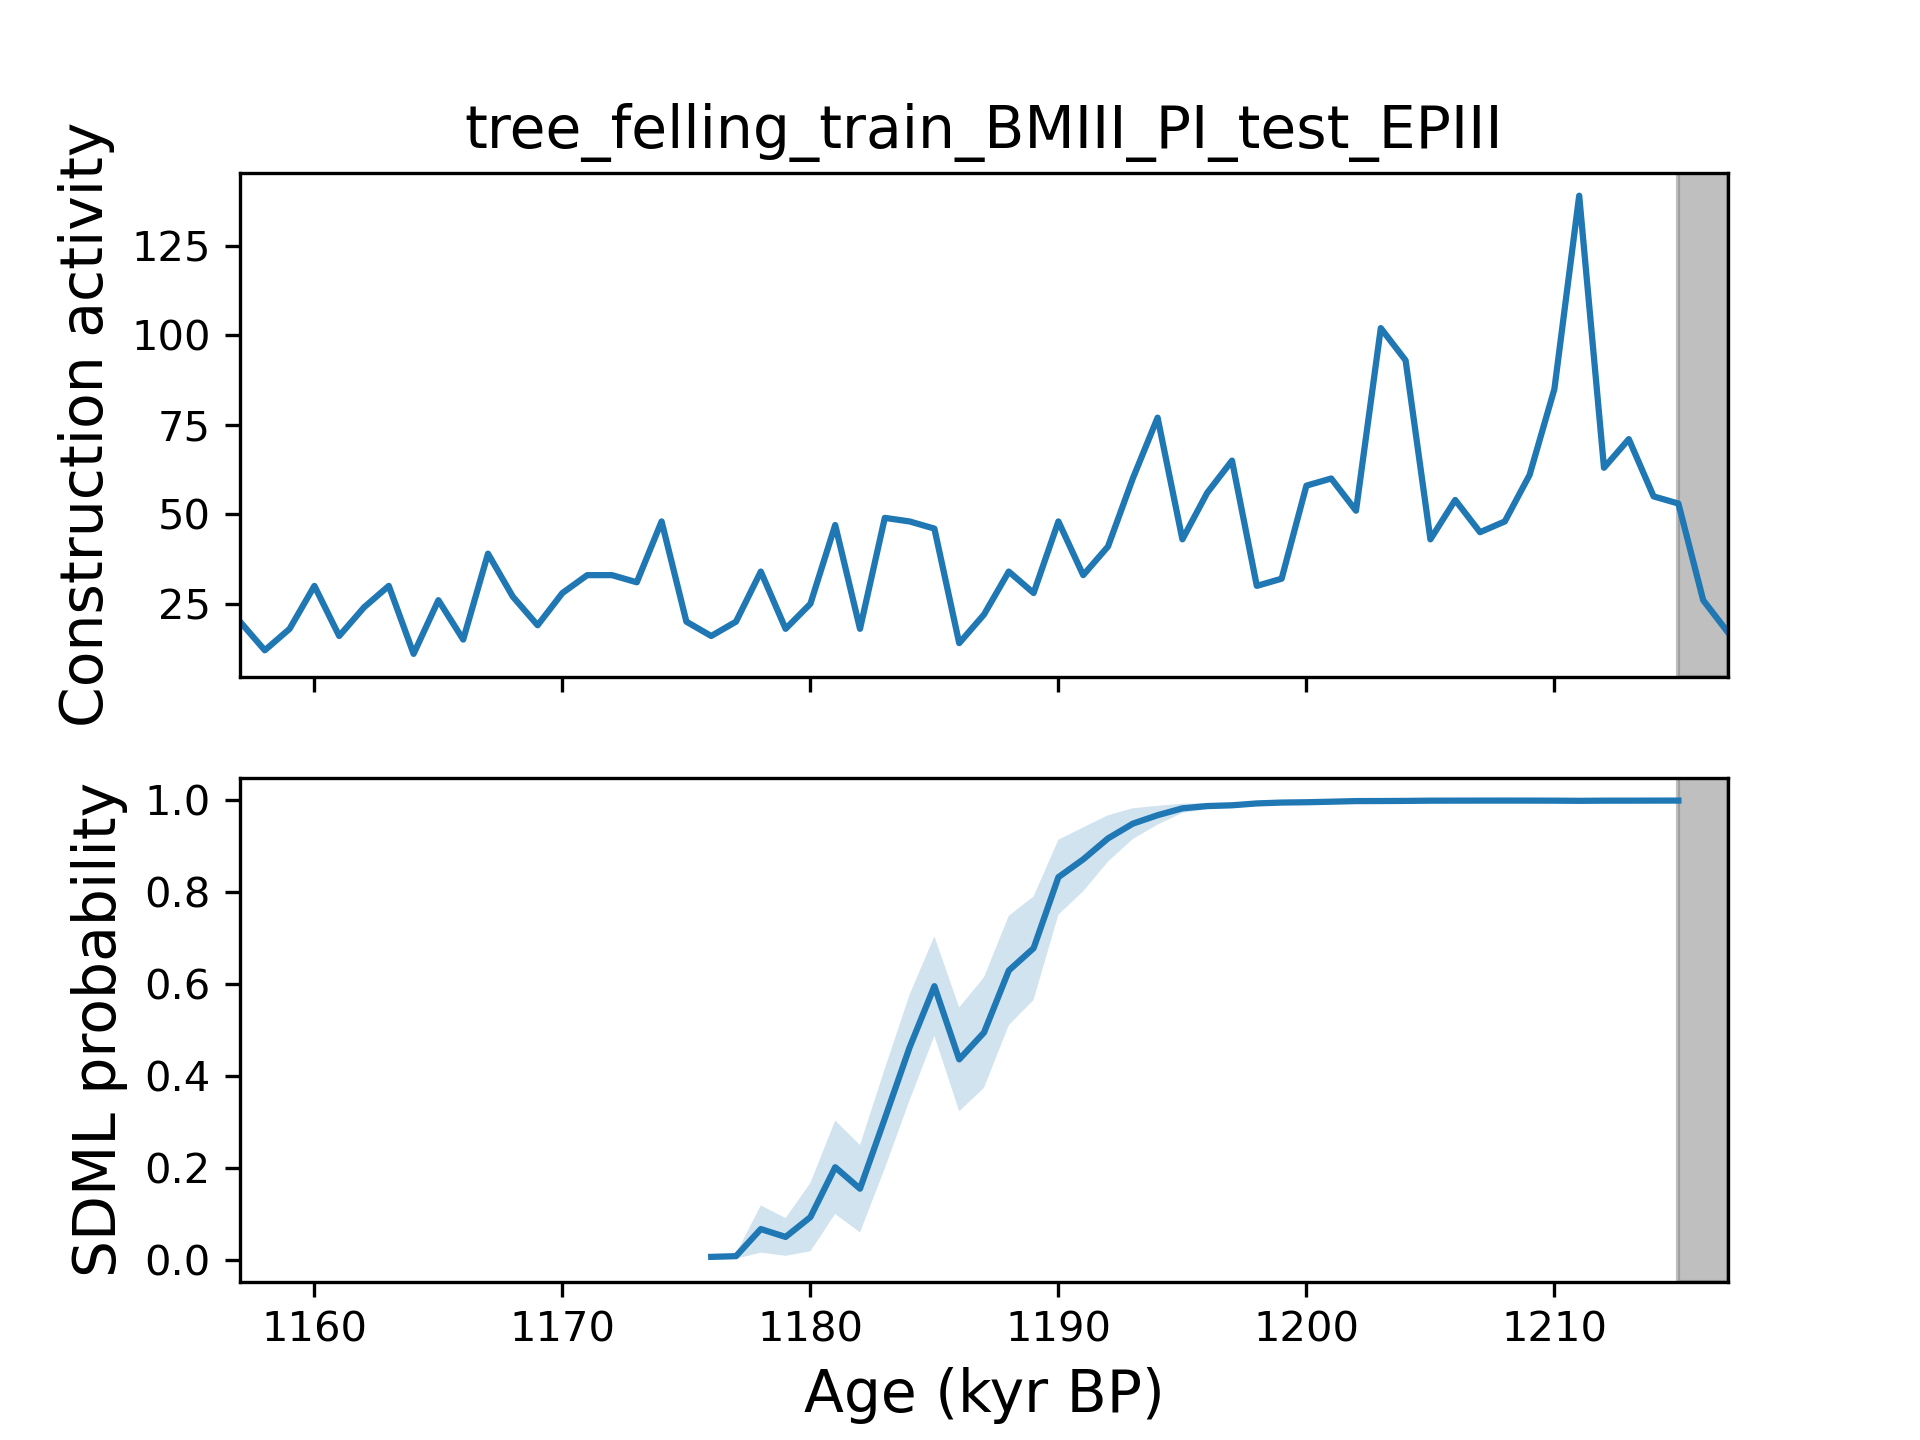 tree_felling_train_BMIII_PI_test_EPIII
Construction activity
125
100
75
50
25
SDML probability
1.0
0.8
0.6
0.4
0.2
0.0
1160 1170 1180 1190 1200 1210
Age (kyr BP)